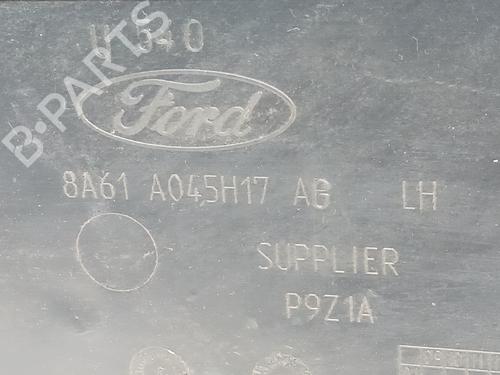 B-PARTS
Ford
8A61 A045H17 AG LH
SUPPLIER
P9Z1A